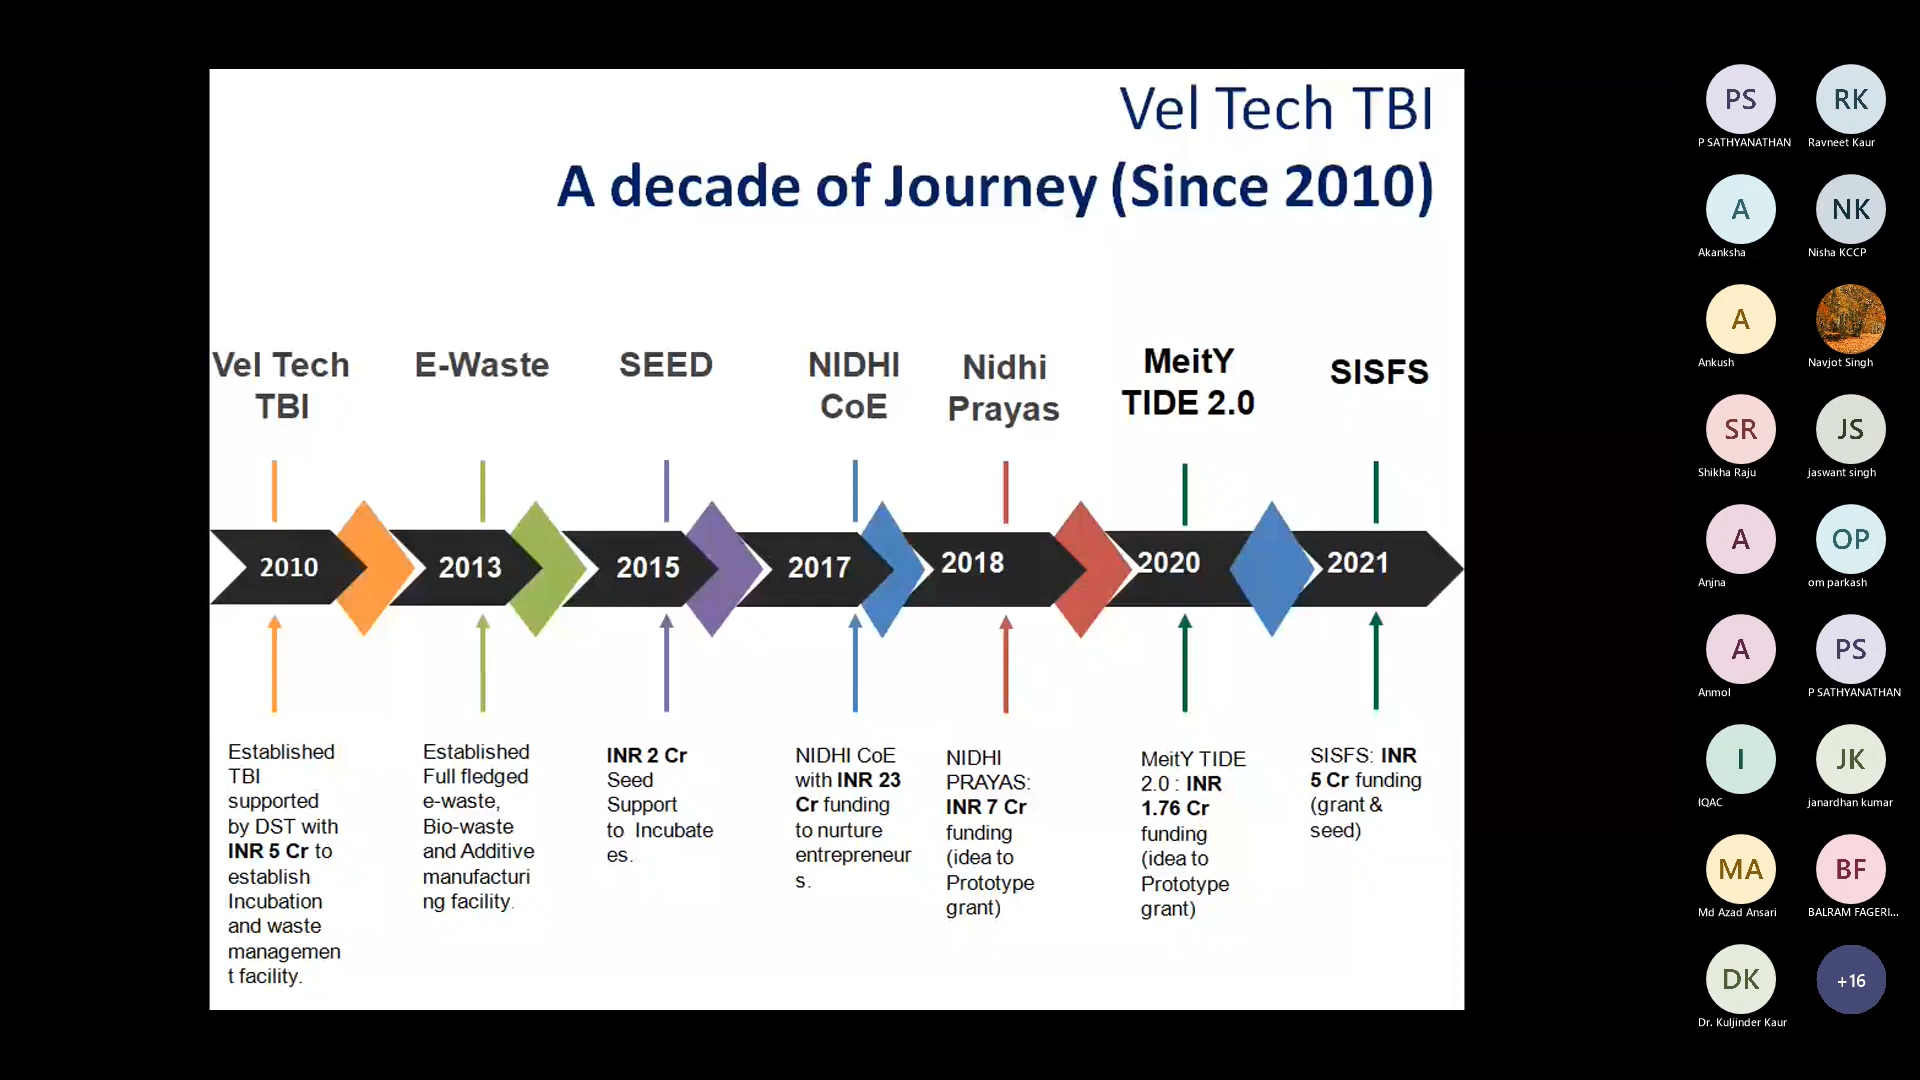 Vel Tech TBI
A decade of Journey (Since 2010)
Vel Tech
TBI
E-Waste
SEED
NIDHI
CoE
Nidhi
Prayas
MeitY
TIDE 2.0
SISFS
2010
2013
2015
2017
2018
2020
2021
Established
TBI
supported
by DST with
INR 5 Cr to
establish
Incubation
and waste
managemen
t facility.
Established
Full fledged
e-waste,
Bio-waste
and Additive
manufacturi
ng facility.
INR 2 Cr
Seed
Support
to Incubate
es.
NIDHI CoE
with INR 23
Cr funding
to nurture
entrepreneur
s.
NIDHI
PRAYAS:
INR 7 Cr
funding
(idea to
Prototype
grant)
MeitY TIDE
2.0 : INR
1.76 Cr
funding
(idea to
Prototype
grant)
SISFS: INR
5 Cr funding
(grant &
seed)
PS
P SATHYANATHAN
RK
Ravneet Kaur
A
Akanksha
NK
Nisha KCCP
A
Ankush
Navjot Singh
SR
Shikha Raju
JS
jaswant singh
A
Anjna
OP
om parkash
A
Anmol
PS
P SATHYANATHAN
I
IQAC
JK
janardhan kumar
MA
Md Azad Ansari
BF
BALRAM FAGERI...
DK
Dr. Kuljinder Kaur
+16